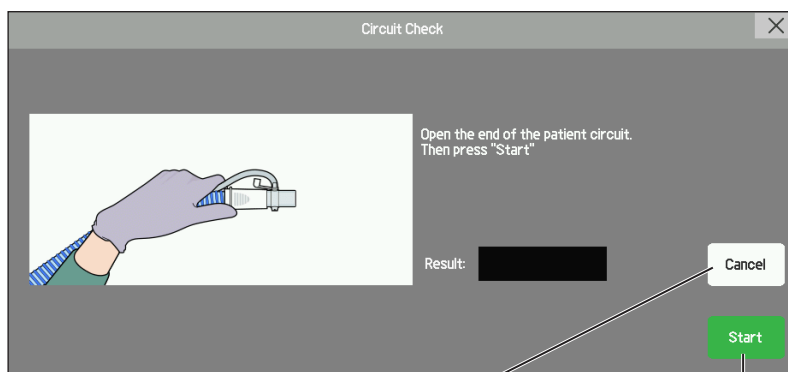 Circuit Check
Open the end of the patient circuit.
Then press "Start"
Result:
Cancel
Start